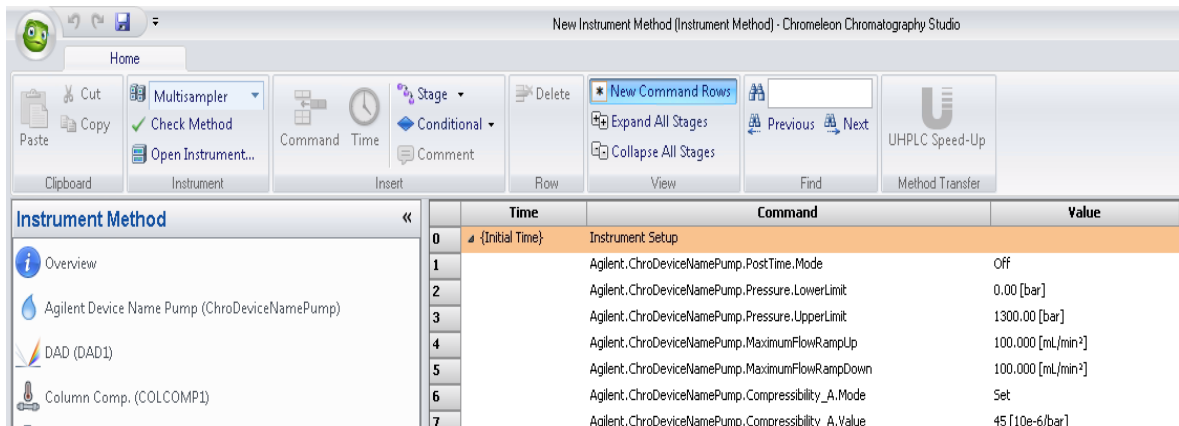 New Instrument Method (Instrument Method) - Chromeleon Chromatography Studio
Home
Paste
Cut
Copy
Clipboard
Multisampler
Check Method
Open Instrument...
Instrument
Command
Time
Stage
Conditional
Comment
Insert
Delete
Row
New Command Rows
Expand All Stages
Collapse All Stages
View
Previous Next
Find
UHPLC Speed-Up
Method Transfer
Instrument Method «
Overview
Agilent Device Name Pump (ChroDeviceNamePump)
DAD (DAD1)
Column Comp. (COLCOMP1)
Time Command Value
0 {Initial Time} Instrument Setup
1 Agilent.ChroDeviceNamePump.PostTime.Mode Off
2 Agilent.ChroDeviceNamePump.Pressure.LowerLimit 0.00 [bar]
3 Agilent.ChroDeviceNamePump.Pressure.UpperLimit 1300.00 [bar]
4 Agilent.ChroDeviceNamePump.MaximumFlowRampUp 100.000 [mL/min²]
5 Agilent.ChroDeviceNamePump.MaximumFlowRampDown 100.000 [mL/min²]
6 Agilent.ChroDeviceNamePump.Compressibility_A.Mode Set
7 Agilent.ChroDeviceNamePump.Compressibility_A.Value 45 [10e-6/bar]